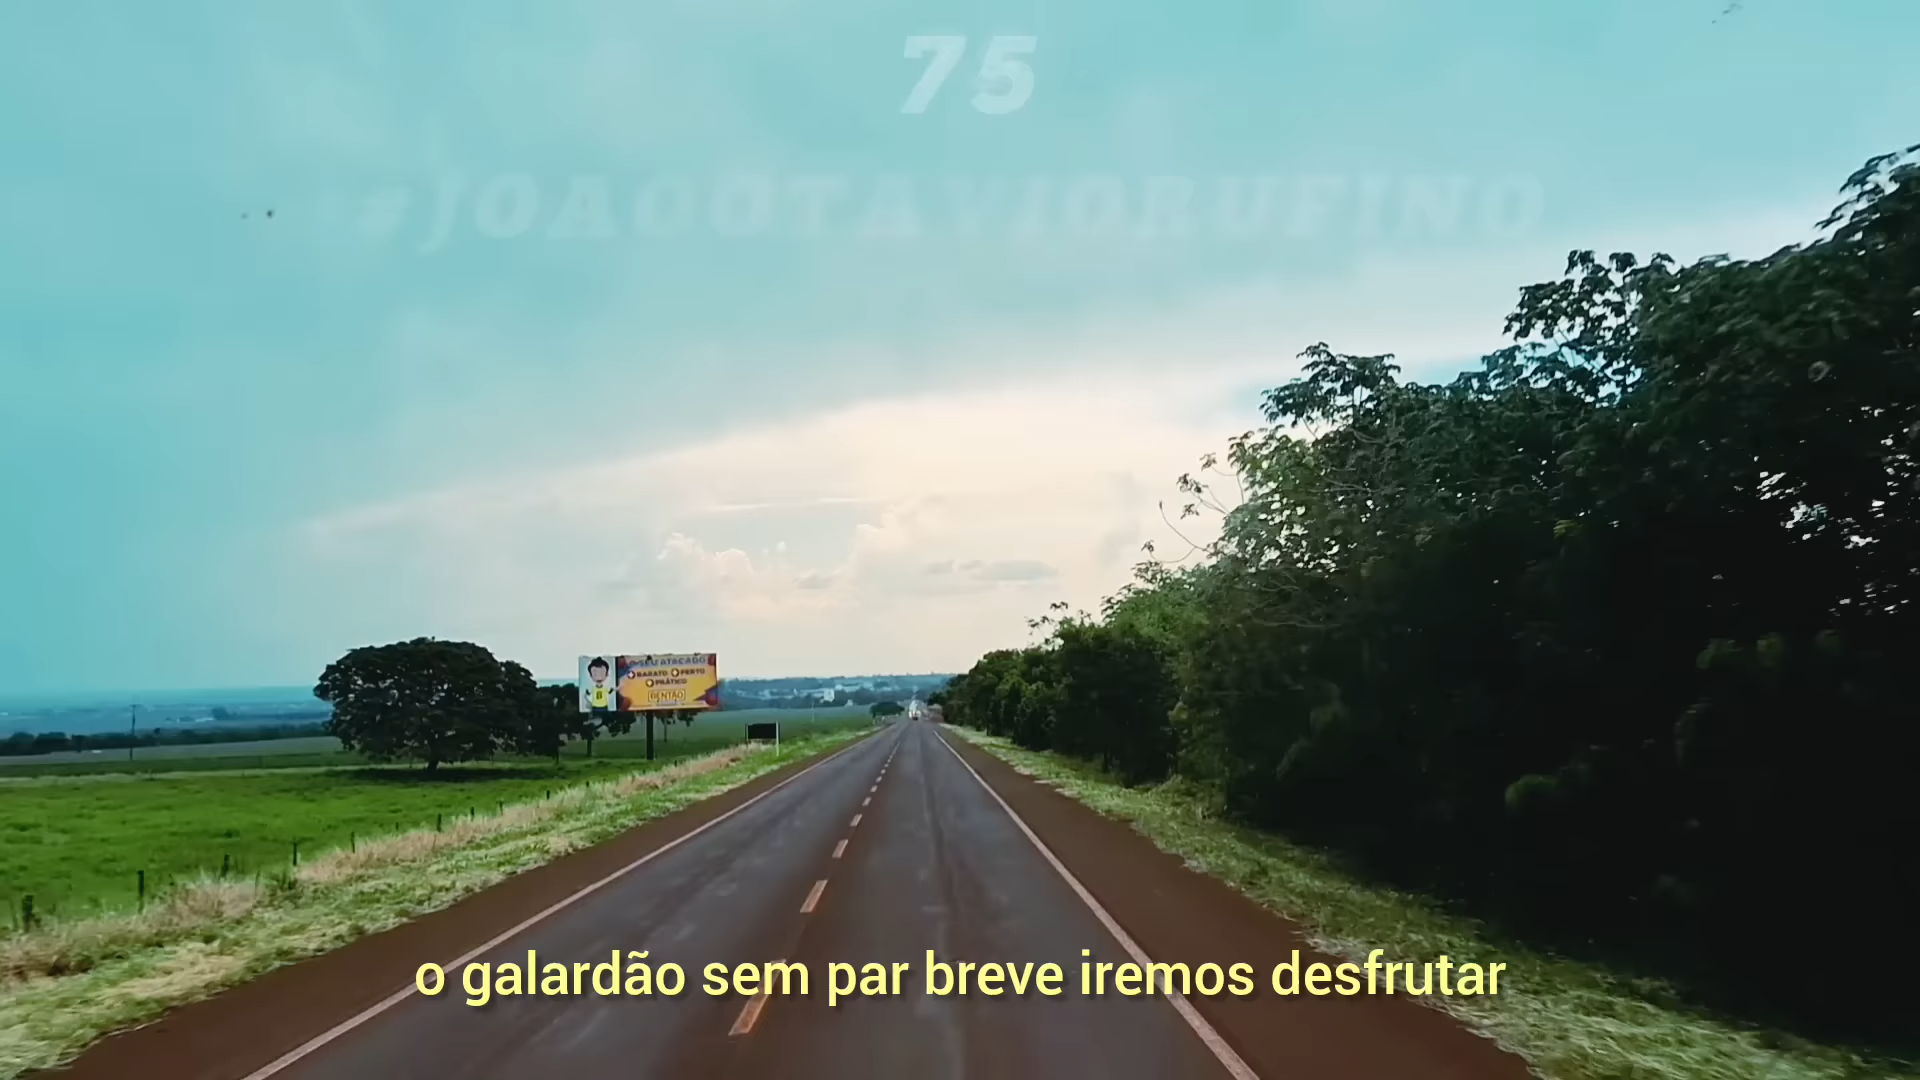 75
#JOAOOTAVIORUFINO
O SEU ATACADO
+BARATO +PERTO
+PRÁTICO
BENTÃO
o galardão sem par breve iremos desfrutar